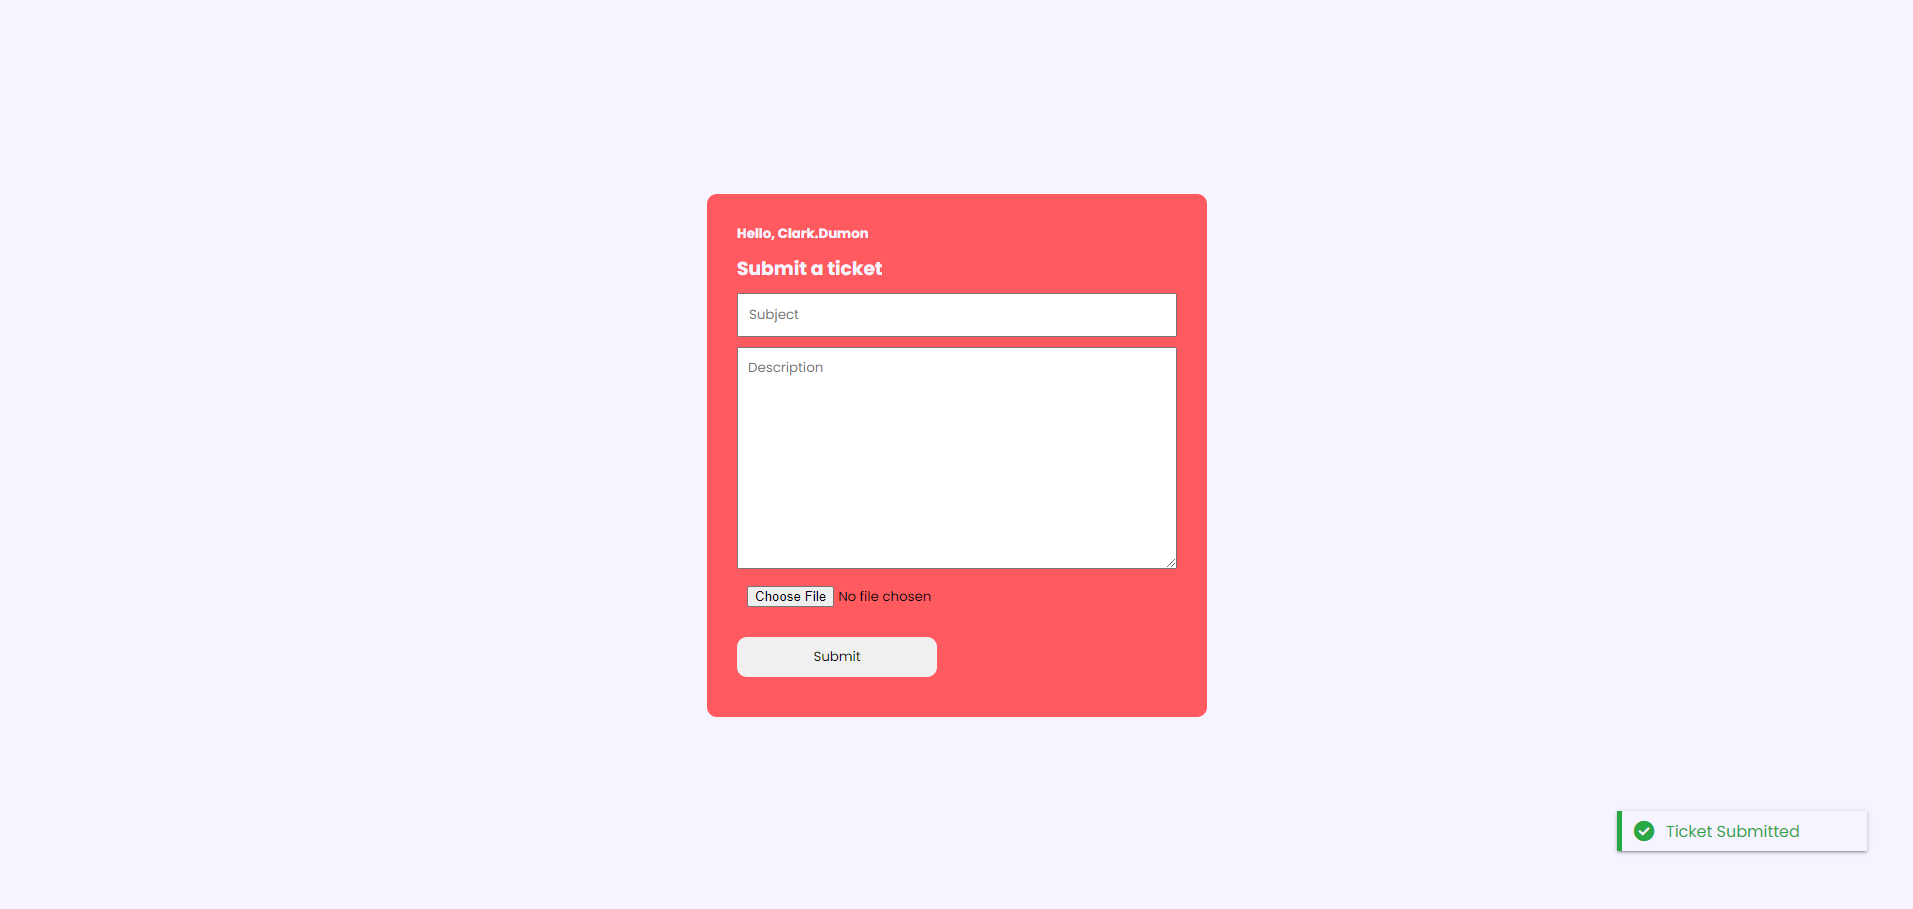 Hello, Clark.Dumon
Submit a ticket
Subject
Description
Choose File No file chosen
Submit
Ticket Submitted